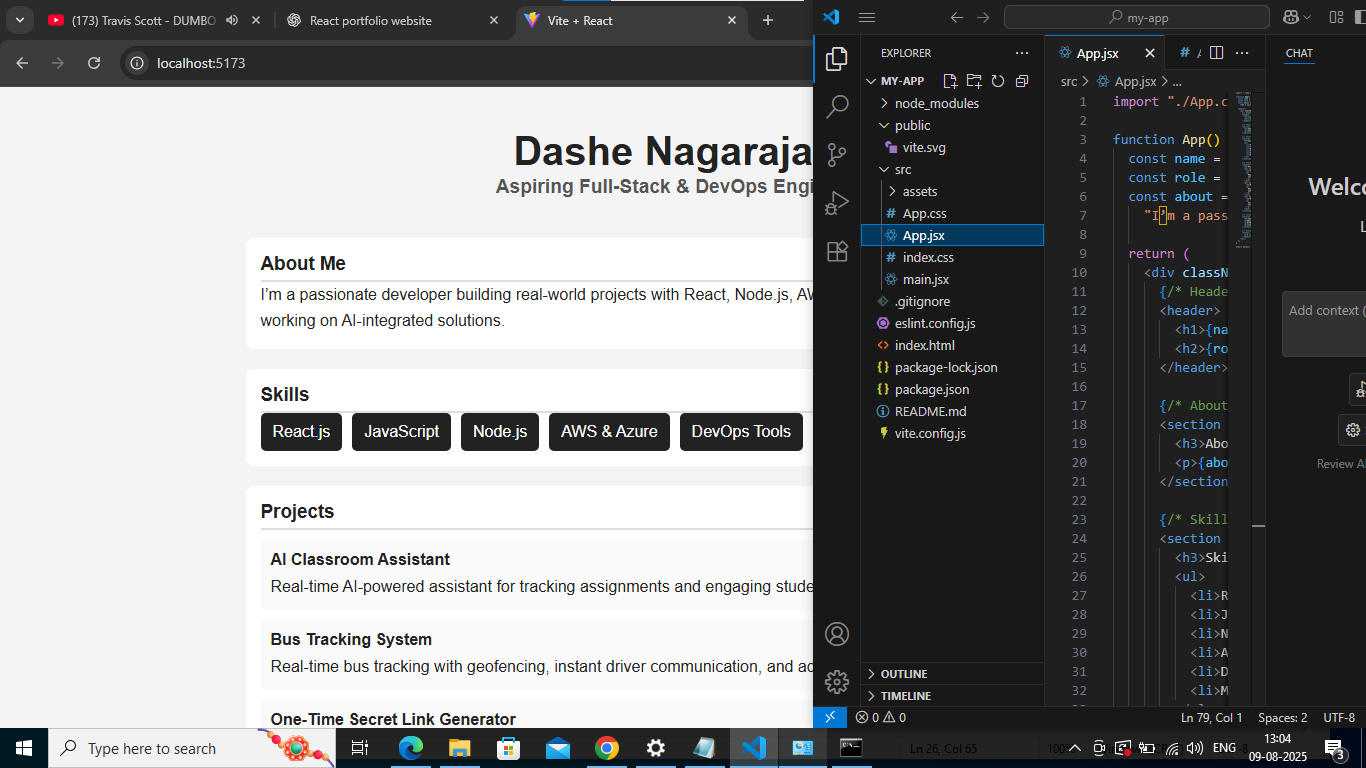 (173) Travis Scott - DUMBO
React portfolio website
Vite + React
localhost:5173
Dashe Nagaraja
Aspiring Full-Stack & DevOps Engi
About Me
I’m a passionate developer building real-world projects with React, Node.js, AW
working on AI-integrated solutions.
Skills
React.js
JavaScript
Node.js
AWS & Azure
DevOps Tools
Projects
AI Classroom Assistant
Real-time AI-powered assistant for tracking assignments and engaging stude
Bus Tracking System
Real-time bus tracking with geofencing, instant driver communication, and ad
One-Time Secret Link Generator
my-app
EXPLORER
MY-APP
node_modules
public
vite.svg
src
assets
App.css
App.jsx
index.css
main.jsx
.gitignore
eslint.config.js
index.html
package-lock.json
package.json
README.md
vite.config.js
OUTLINE
TIMELINE
App.jsx
src > App.jsx > ...
1 import "./App.c
2
3 function App()
4 const name =
5 const role =
6 const about =
7 "I’m a pass
8
9 return (
10 <div classN
11 {/* Heade
12 <header>
13 <h1>{na
14 <h2>{ro
15 </header>
16
17 {/* About
18 <section
19 <h3>Abo
20 <p>{abo
21 </section
22
23 {/* Skill
24 <section
25 <h3>Ski
26 <ul>
27 <li>R
28 <li>J
29 <li>N
30 <li>A
31 <li>D
32 <li>M
CHAT
Welco
Add context (
Review AI
0 0
Ln 79, Col 1
Spaces: 2
UTF-8
Type here to search
Ln 26, Col 65
100%
ENG
13:04
09-08-2025
3